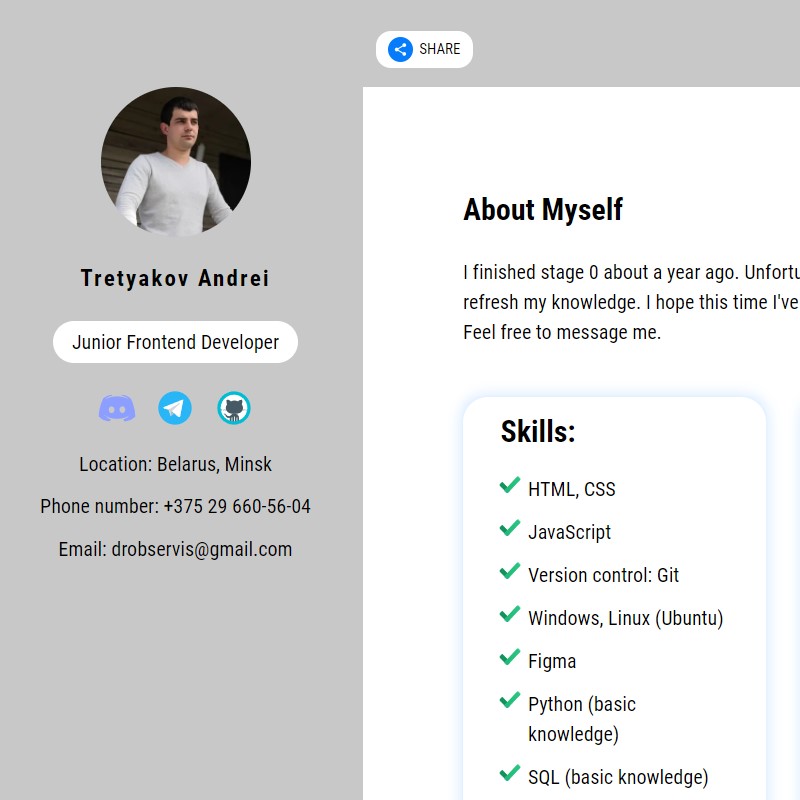 SHARE
Tretyakov Andrei
Junior Frontend Developer
Location: Belarus, Minsk
Phone number: +375 29 660-56-04
Email: drobservis@gmail.com
About Myself
I finished stage 0 about a year ago.
refresh my knowledge. I hope this time I've
Feel free to message me.
Skills:
HTML, CSS
JavaScript
Version control: Git
Windows, Linux (Ubuntu)
Figma
Python (basic
knowledge)
SQL (basic knowledge)